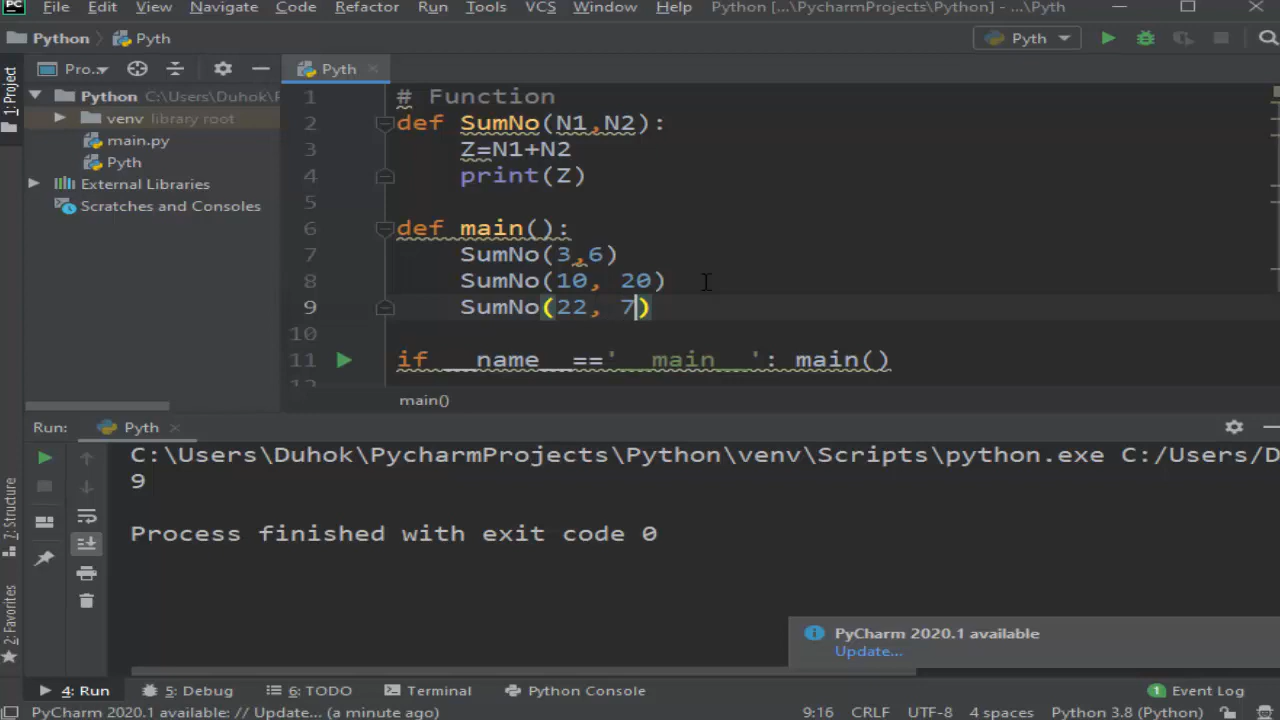 PC File Edit View Navigate Code Refactor Run Tools VCS Window Help Python [...\PycharmProjects\Python] - ...\Pyth
Python Pyth Pyth
1: Project
Pro... Pyth
Python C:\Users\Duhok\P
venv library root
main.py
Pyth
External Libraries
Scratches and Consoles
1 # Function
2 def SumNo(N1,N2):
3 Z=N1+N2
4 print(Z)
5
6 def main():
7 SumNo(3,6)
8 SumNo(10, 20)
9 SumNo(22, 7)
10
11 if __name__=='__main__': main()
12
main()
Run: Pyth
C:\Users\Duhok\PycharmProjects\Python\venv\Scripts\python.exe C:/Users/D
9
Process finished with exit code 0
7: Structure
2: Favorites
PyCharm 2020.1 available
Update...
4: Run 5: Debug 6: TODO Terminal Python Console 1 Event Log
PyCharm 2020.1 available: // Update... (a minute ago) 9:16 CRLF UTF-8 4 spaces Python 3.8 (Python)